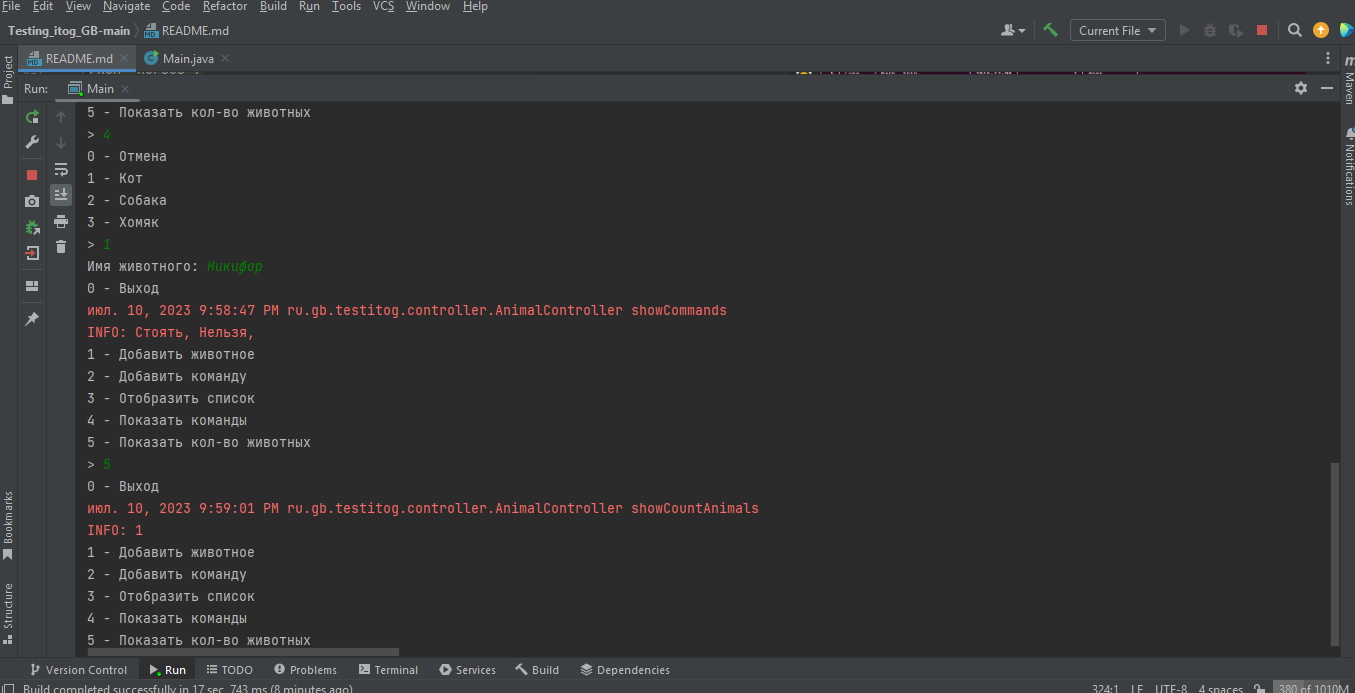 File Edit View Navigate Code Refactor Build Run Tools VCS Window Help
Testing_itog_GB-main README.md Current File
README.md Main.java
Project
Run: Main
5 - Показать кол-во животных
> 4
0 - Отмена
1 - Кот
2 - Собака
3 - Хомяк
> 1
Имя животного: Никифор
0 - Выход
июл. 10, 2023 9:58:47 PM ru.gb.testitog.controller.AnimalController showCommands
INFO: Стоять, Нельзя,
1 - Добавить животное
2 - Добавить команду
3 - Отобразить список
4 - Показать команды
5 - Показать кол-во животных
> 5
0 - Выход
июл. 10, 2023 9:59:01 PM ru.gb.testitog.controller.AnimalController showCountAnimals
INFO: 1
1 - Добавить животное
2 - Добавить команду
3 - Отобразить список
4 - Показать команды
5 - Показать кол-во животных
Bookmarks
Structure
Maven
Notifications
Version Control Run TODO Problems Terminal Services Build Dependencies
Build completed successfully in 17 sec, 743 ms (8 minutes ago) 324:1 LF UTF-8 4 spaces 380 of 1010M